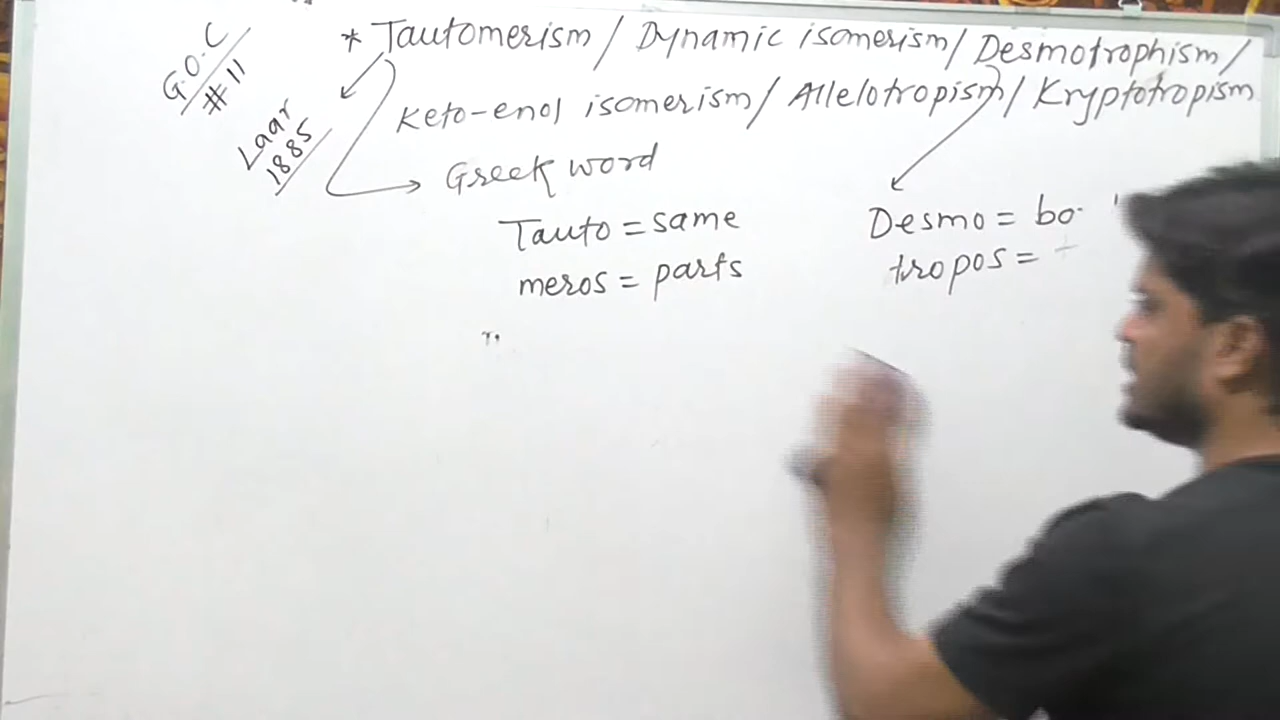 G.O.C
#11
* Tautomerism / Dynamic isomerism / Desmotrophism /
Keto-enol isomerism / Allelotropism / Kryptotropism
Laar
1885
Greek word
Tauto = same
meros = parts
Desmo = bo
tropos =